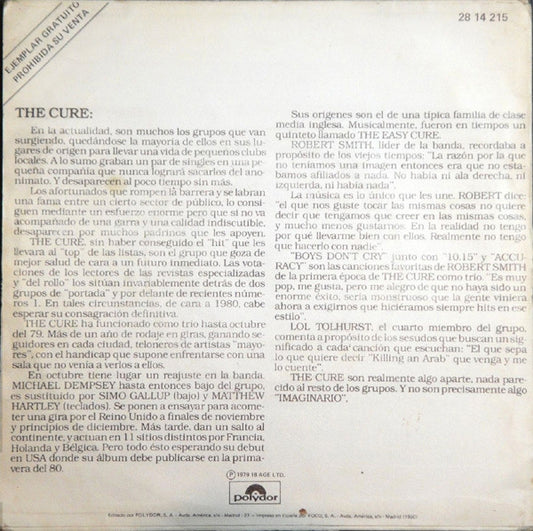 EJEMPLAR GRATUITO
PROHIBIDA SU VENTA
28 14 215
THE CURE:
En la actualidad, son muchos los grupos que van
surgiendo, quedándose la mayoría de ellos en sus lu-
gares de origen para llevar una vida de pequeños clubs
locales. A lo sumo graban un par de singles en una pe-
queña compañía que nunca logrará sacarlos del ano-
nimato. Y desaparecen al poco tiempo sin más.
Los afortunados que rompen la barrera y se labran
una fama entre un cierto sector de público, lo consi-
guen mediante un esfuerzo enorme pero que si no va
acompañado de una garra y una calidad indiscutible,
desaparecen por muchos padrinos que les apoyen.
THE CURE, sin haber conseguido el "hit" que les
llevará al "top" de las listas, son el grupo que goza de
mejor salud de cara a un futuro inmediato. Las vota-
ciones de los lectores de las revistas especializadas
y "del rollo" los sitúan invariablemente detrás de dos
grupos de "portada" y por delante de recientes núme-
ros 1. En tales circunstancias, de cara a 1980, cabe
esperar su consagración definitiva.
THE CURE ha funcionado como trío hasta octubre
del 79. Más de un año de rodaje en giras, ganando se-
guidores en cada ciudad, teloneros de artistas "mayo-
res", con el handicap que supone enfrentarse con una
sala que no venía a verlos a ellos.
En octubre tiene lugar un reajuste en la banda.
MICHAEL DEMPSEY hasta entonces bajo del grupo,
es sustituido por SIMO GALLUP (bajo) y MATTHEW
HARTLEY (teclados). Se ponen a ensayar para acome-
ter una gira por el Reino Unido a finales de noviembre
y principios de diciembre. Más tarde, dan un salto al
continente, y actuan en 11 sitios distintos por Francia,
Holanda y Bélgica. Pero todo ésto esperando su debut
en USA donde su álbum debe publicarse en la prima-
vera del 80.
Sus orígenes son el de una típica familia de clase
media inglesa. Musicalmente, fueron en tiempos un
quinteto llamado THE EASY CURE.
ROBERT SMITH, líder de la banda, recordaba a
propósito de los viejos tiempos: "La razón por la que
no teníamos una imagen entonces era que no está-
bamos afiliados a nada. No había ni ala derecha, ni
izquierda, ni había nada".
La música es lo único que les une. ROBERT dice:
"el que nos guste tocar las mismas cosas no quiere
decir que tengamos que creer en las mismas cosas,
y mucho menos gustarnos. En la realidad no tengo
por qué llevarme bien con ellos. Realmente no tengo
que hacerlo con nadie".
"BOYS DON'T CRY" junto con "10.15" y "ACCU-
RACY" son las canciones favoritas de ROBERT SMITH
de la primera época de THE CURE como trío. "Es muy
pop, me gusta, pero me alegro de que no haya sido un
enorme éxito, sería monstruoso que la gente viniera
ahora a exigirnos que hiciéramos siempre hits en ese
estilo".
LOL TOLHURST, el cuarto miembro del grupo,
comenta a propósito de los sesudos que buscan un sig-
nificado a cada canción que escuchan: "El que sepa
lo que quiere decir "Killing an Arab" que venga y me
lo cuente".
THE CURE son realmente algo aparte, nada pare-
cido al resto de los grupos. Y no son precisamente algo
"IMAGINARIO".
Ⓟ 1979 18 AGE LTD.
polydor
Editado por POLYDOR, S. A. - Avda. América, s/n - Madrid - 27 - Impreso en España por FOCO, S. A. - Avda. América, s/n - Madrid (1980)